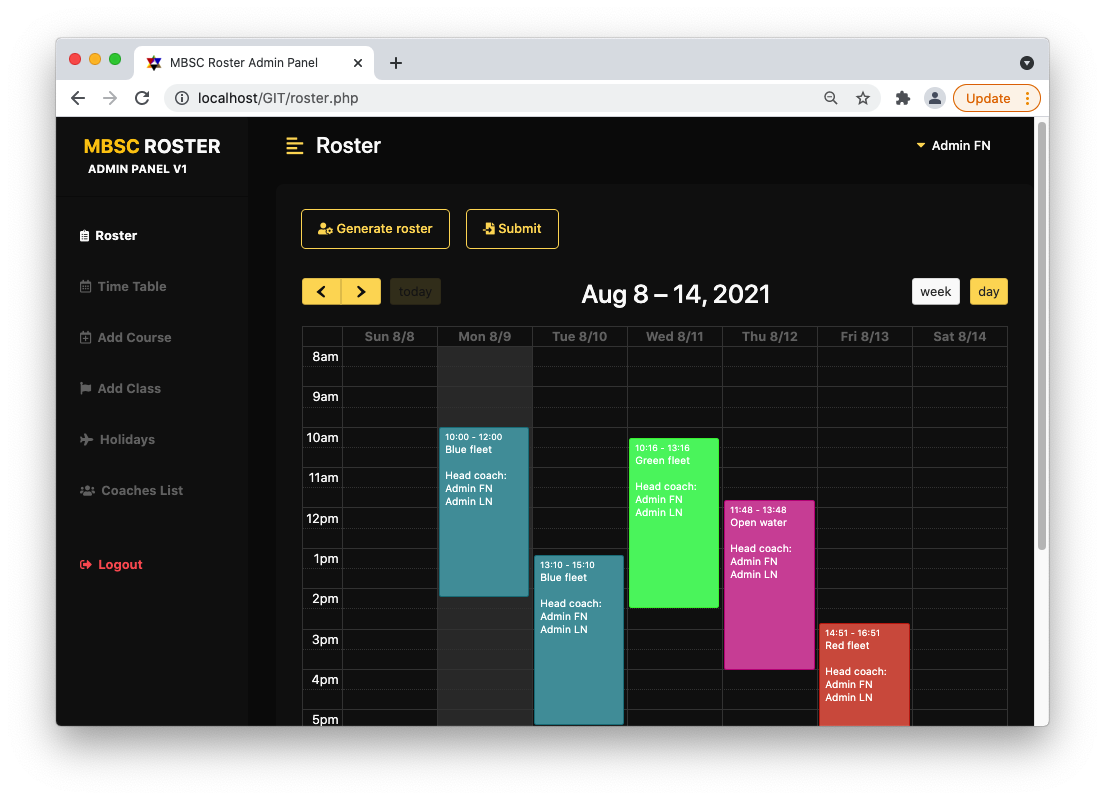 MBSC Roster Admin Panel
localhost/GIT/roster.php
Update
MBSC ROSTER
ADMIN PANEL V1
Roster
Admin FN
Roster
Time Table
Add Course
Add Class
Holidays
Coaches List
Logout
Generate roster
Submit
today
Aug 8 – 14, 2021
week
day
Sun 8/8
Mon 8/9
Tue 8/10
Wed 8/11
Thu 8/12
Fri 8/13
Sat 8/14
8am
9am
10am
11am
12pm
1pm
2pm
3pm
4pm
5pm
10:00 - 12:00
Blue fleet
Head coach:
Admin FN
Admin LN
13:10 - 15:10
Blue fleet
Head coach:
Admin FN
Admin LN
10:16 - 13:16
Green fleet
Head coach:
Admin FN
Admin LN
11:48 - 13:48
Open water
Head coach:
Admin FN
Admin LN
14:51 - 16:51
Red fleet
Head coach:
Admin FN
Admin LN